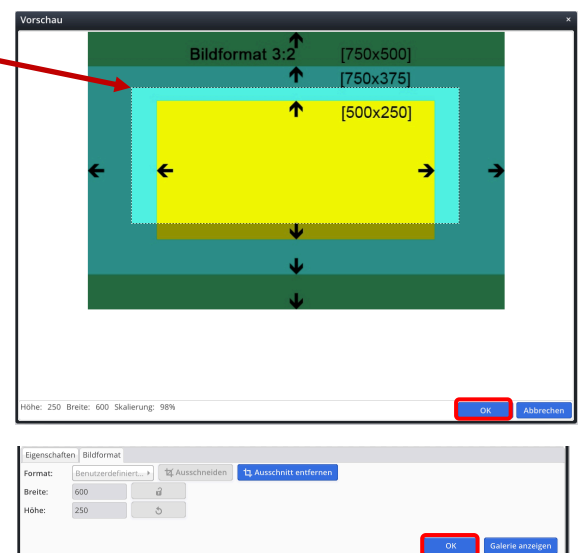 Vorschau ×
Bildformat 3:2 [750x500]
[750x375]
[500x250]
Höhe: 250 Breite: 600 Skalierung: 98%
OK Abbrechen
Eigenschaften Bildformat
Format: Benutzerdefiniert... Ausschneiden Ausschnitt entfernen
Breite: 600
Höhe: 250
OK Galerie anzeigen